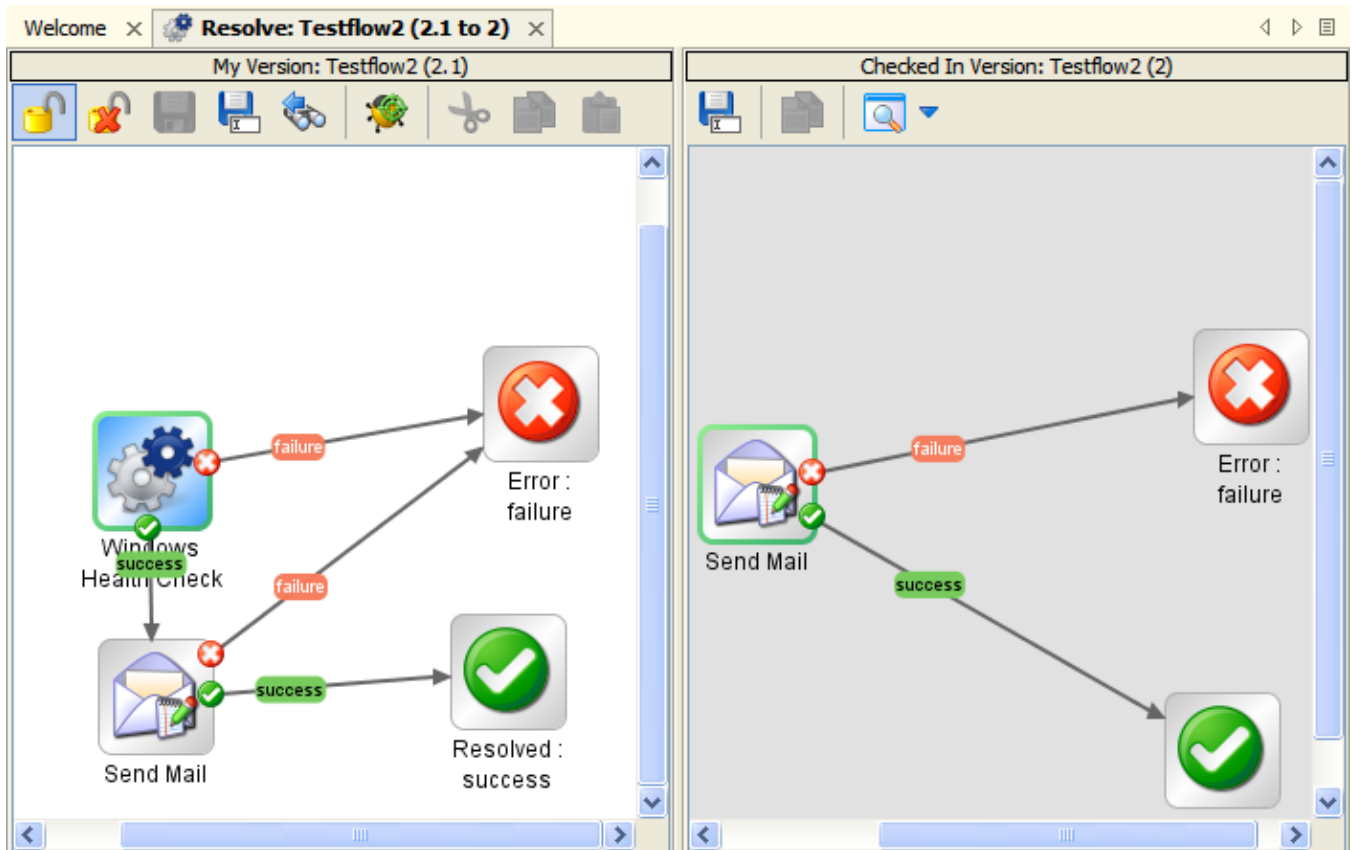 Welcome
Resolve: Testflow2 (2.1 to 2)
My Version: Testflow2 (2.1)
Checked In Version: Testflow2 (2)
failure
Error :
failure
Windows
success
Health Check
failure
success
Send Mail
Resolved :
success
failure
Error :
failure
Send Mail
success